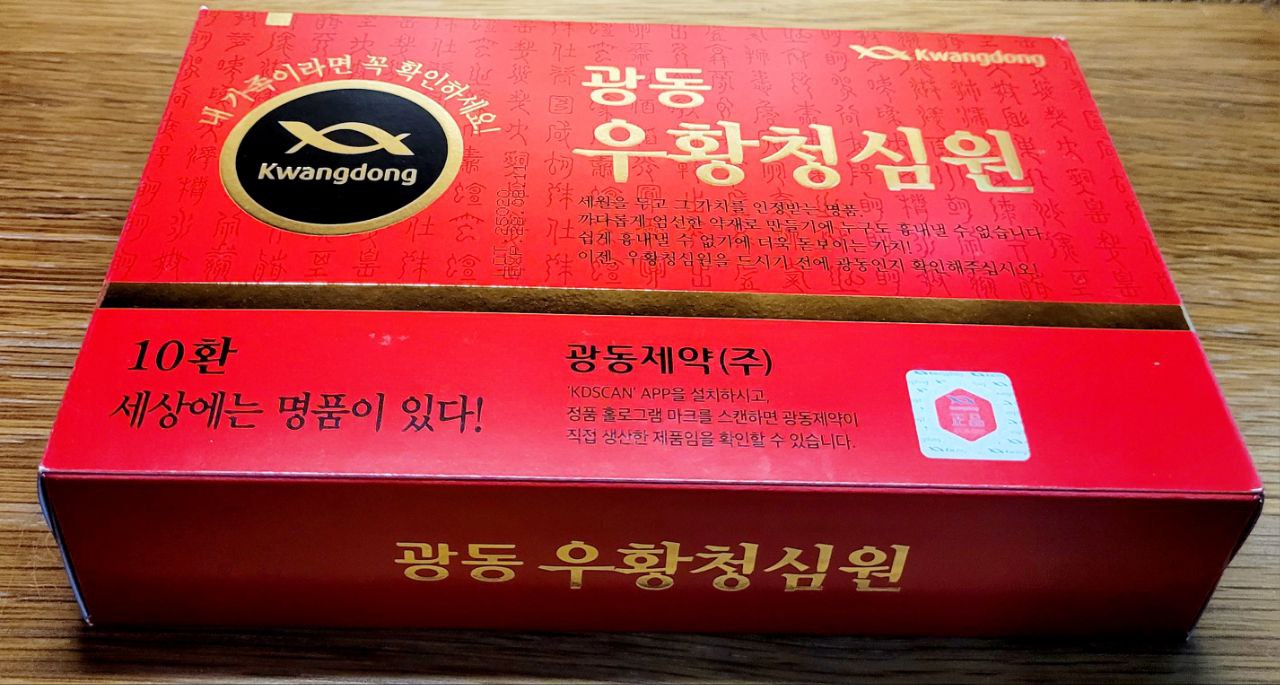 내 가족이라면 꼭 확인하세요!
Kwangdong
Kwangdong
광동
우황청심원
세월을 두고 그 가치를 인정받는 명품.
까다롭게 엄선한 약재로 만들기에 누구도 흉내낼 수 없습니다.
쉽게 흉내낼 수 없기에 더욱 돋보이는 가치!
이젠, 우황청심원을 드시기 전에 광동인지 확인해주십시오!
10환
세상에는 명품이 있다!
광동제약(주)
'KDSCAN' APP을 설치하시고,
정품 홀로그램 마크를 스캔하면 광동제약이
직접 생산한 제품임을 확인할 수 있습니다.
Kwangdong
正品
광동 우황청심원